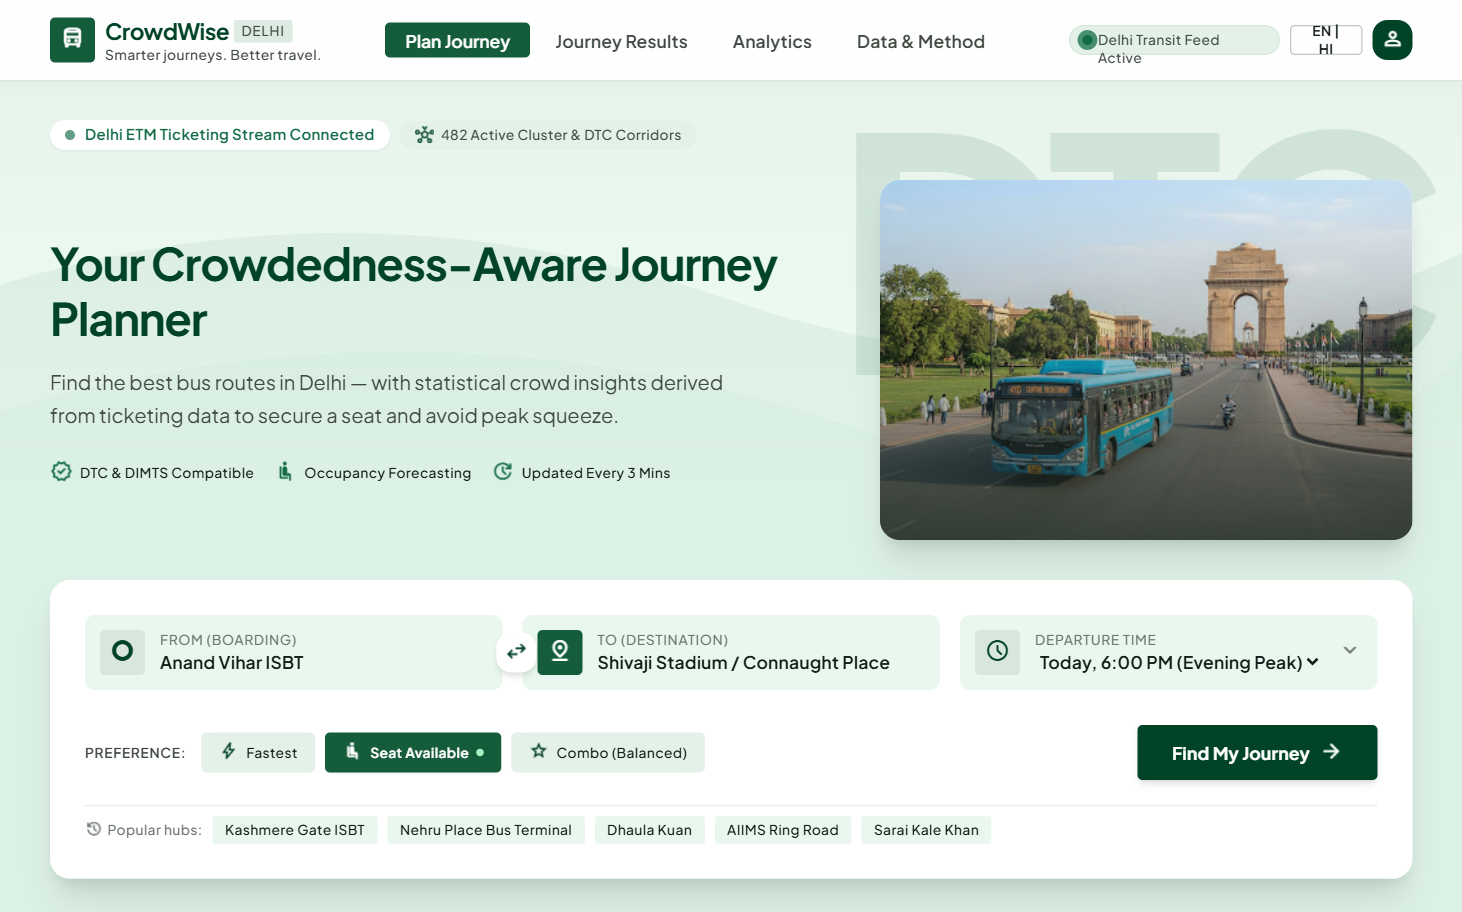 CrowdWise DELHI
Smarter journeys. Better travel.
Plan Journey
Journey Results
Analytics
Data & Method
Delhi Transit Feed
Active
EN |
HI
Delhi ETM Ticketing Stream Connected
482 Active Cluster & DTC Corridors
DTC
Your Crowdedness-Aware Journey
Planner
Find the best bus routes in Delhi — with statistical crowd insights derived
from ticketing data to secure a seat and avoid peak squeeze.
DTC & DIMTS Compatible
Occupancy Forecasting
Updated Every 3 Mins
FROM (BOARDING)
Anand Vihar ISBT
TO (DESTINATION)
Shivaji Stadium / Connaught Place
DEPARTURE TIME
Today, 6:00 PM (Evening Peak)
PREFERENCE:
Fastest
Seat Available
Combo (Balanced)
Find My Journey
Popular hubs:
Kashmere Gate ISBT
Nehru Place Bus Terminal
Dhaula Kuan
AIIMS Ring Road
Sarai Kale Khan